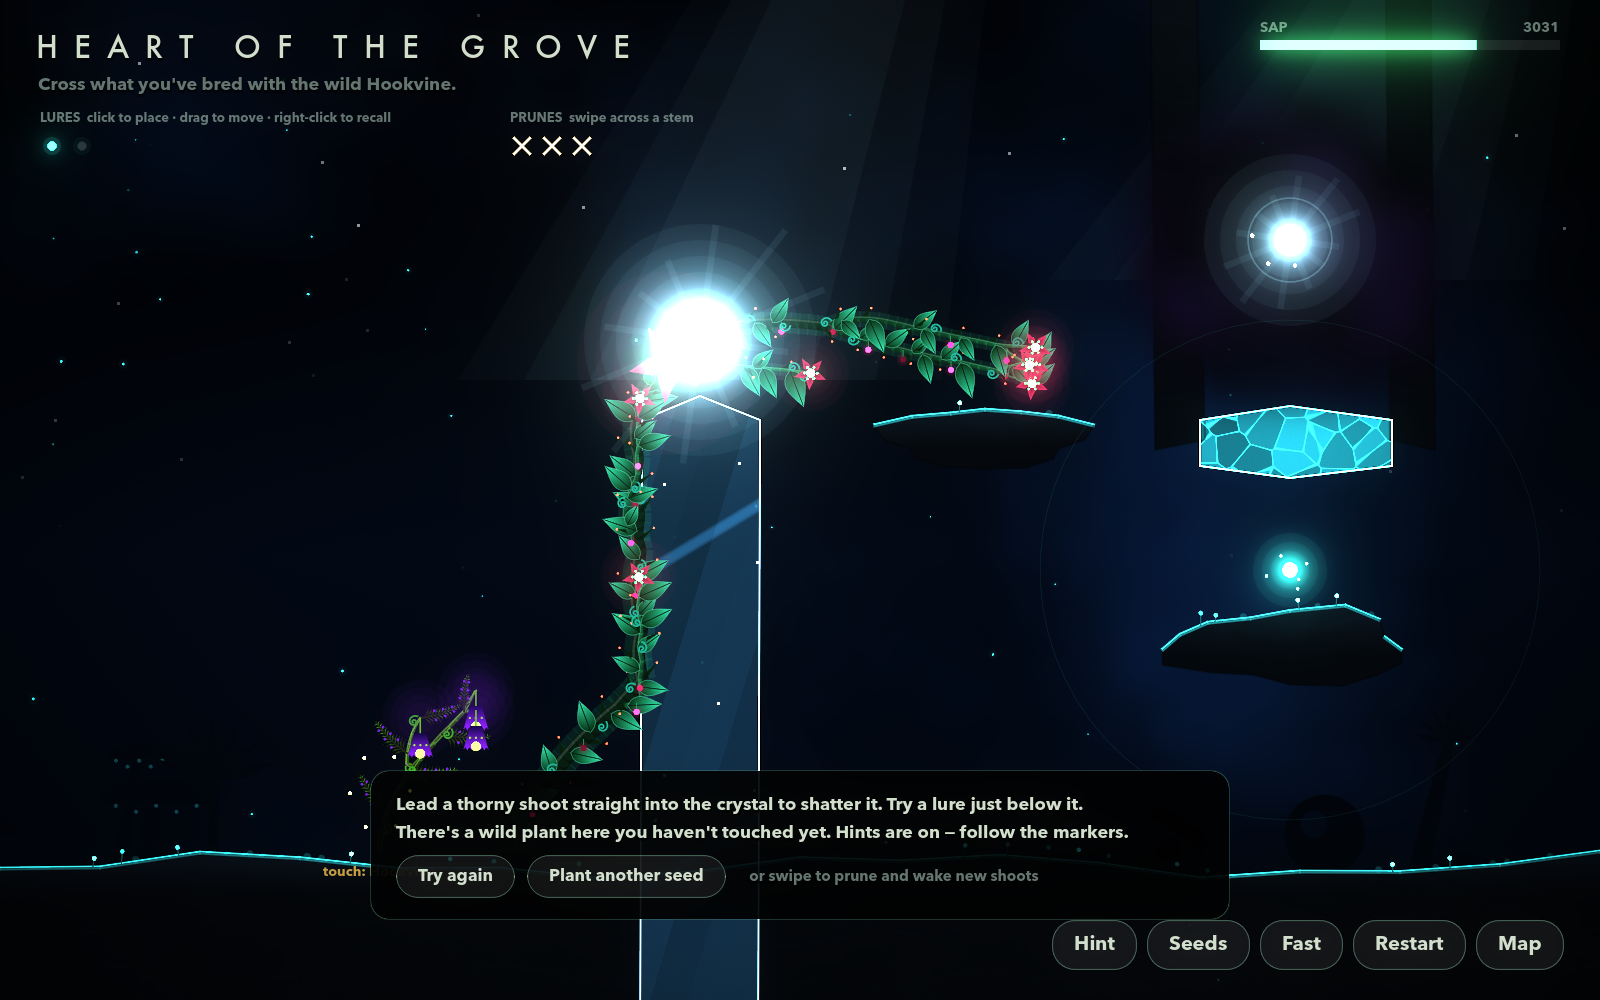 HEART OF THE GROVE
SAP 3031
Cross what you've bred with the wild Hookvine.
LURES click to place · drag to move · right-click to recall
PRUNES swipe across a stem
Lead a thorny shoot straight into the crystal to shatter it. Try a lure just below it.
There's a wild plant here you haven't touched yet. Hints are on – follow the markers.
touch:
Try again
Plant another seed
or swipe to prune and wake new shoots
Hint
Seeds
Fast
Restart
Map